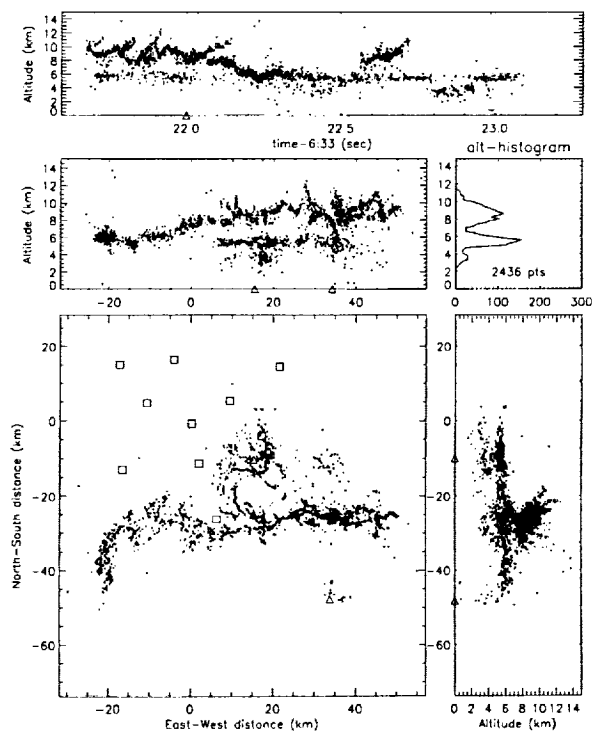 14
12
10
8
6
4
2
0
Altitude (km)
22.0 22.5 23.0
time-6:33 (sec)
alt-histogram
14
12
10
8
6
4
2
0
Altitude (km)
-20 0 20 40
14
12
10
8
6
4
2
0
2436 pts
0 100 200 300
20
0
-20
-40
-60
North-South distance (km)
-20 0 20 40
East-West distance (km)
20
0
-20
-40
-60
0 2 4 6 8 10 12 14
Altitude (km)